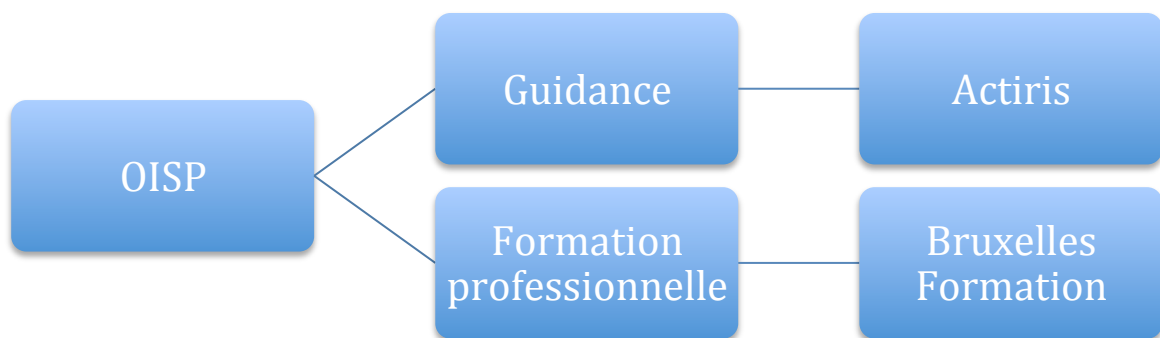 OISP
Guidance
Actiris
Formation
professionnelle
Bruxelles
Formation